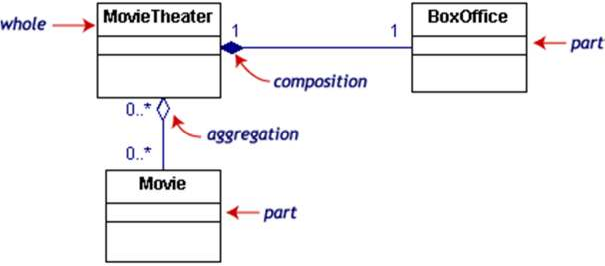 MovieTheater
BoxOffice
whole
1
1
part
composition
0..*
aggregation
0..*
Movie
part